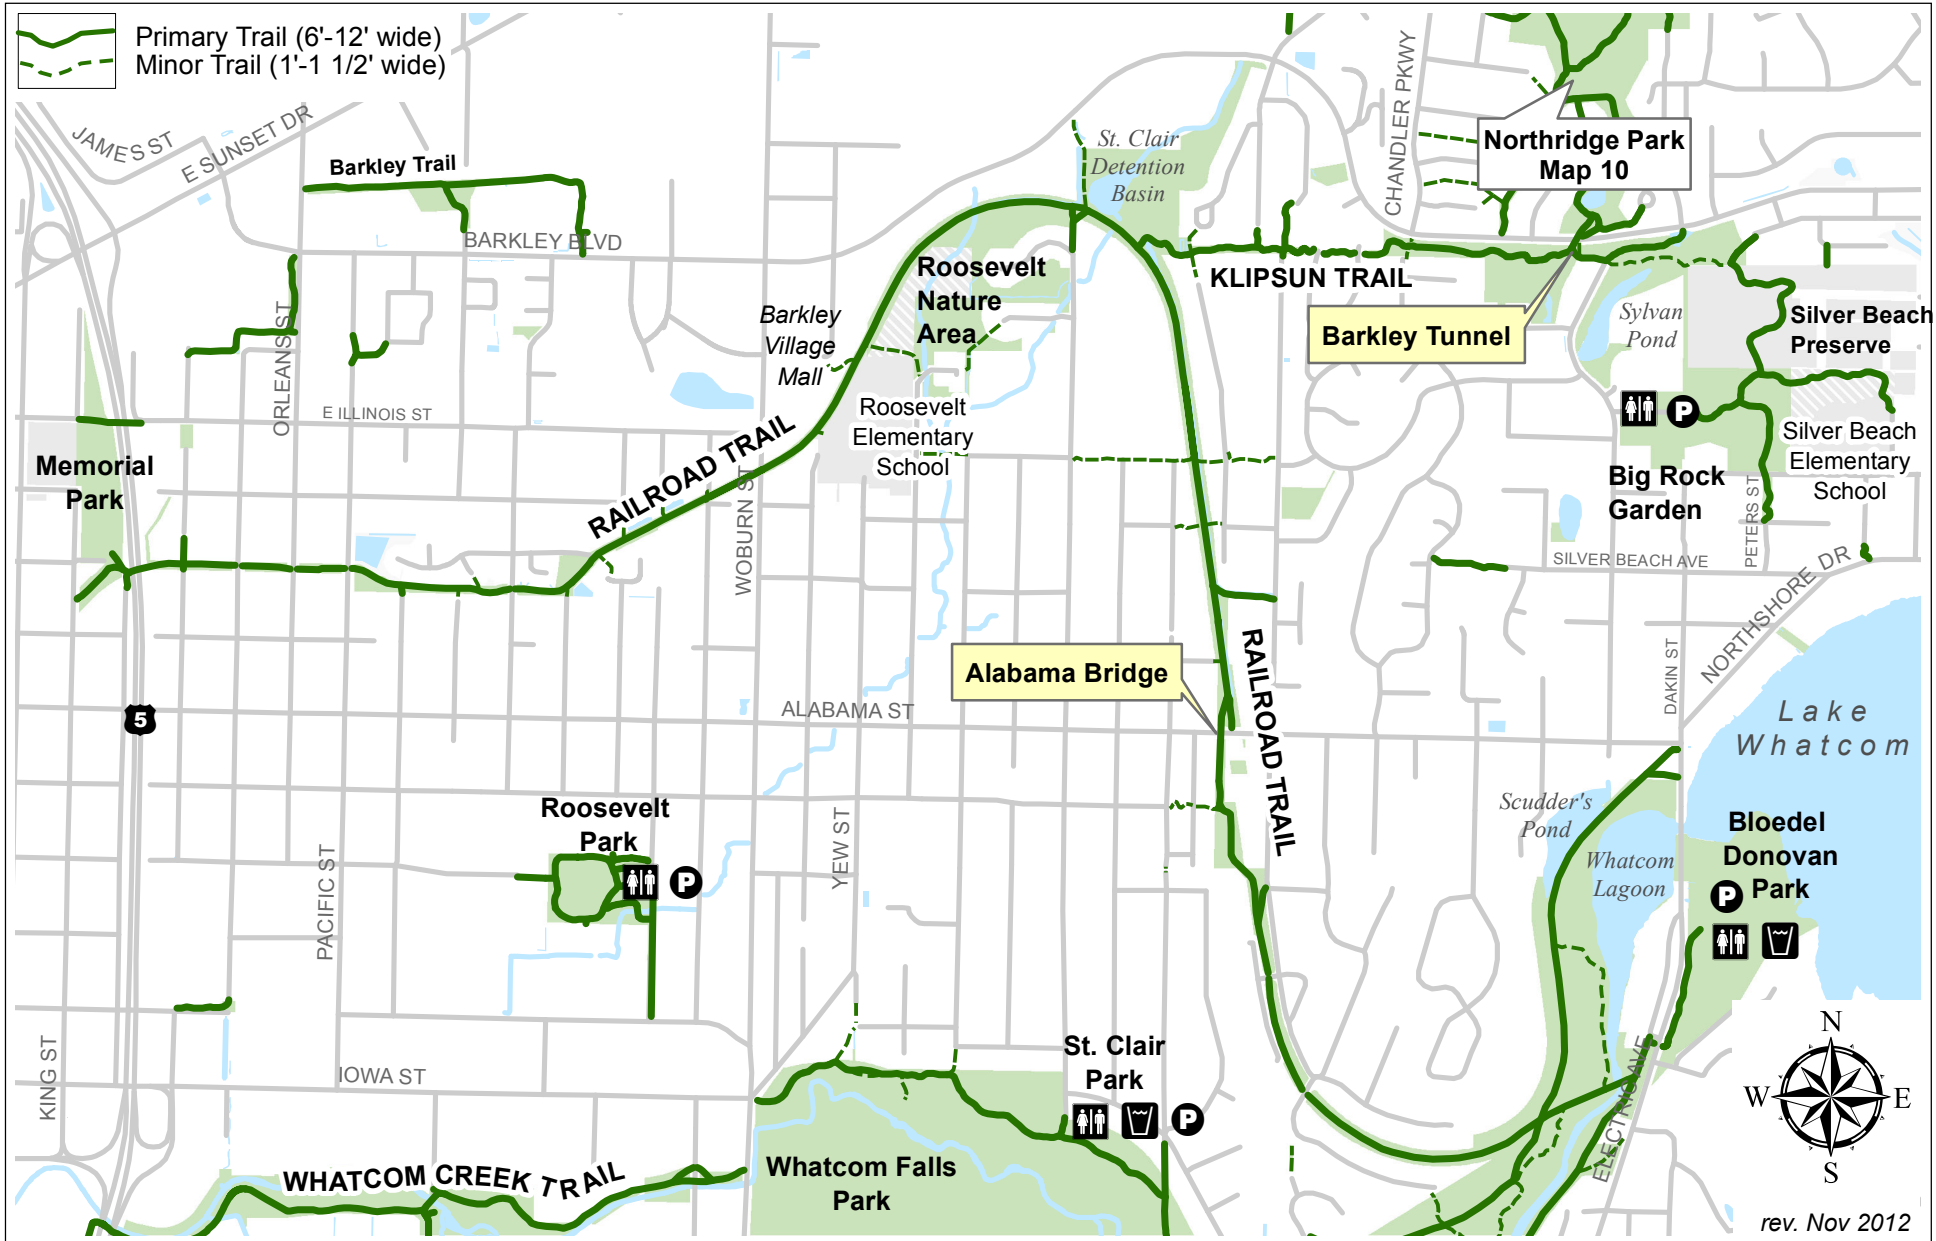 Primary Trail (6'-12' wide)
Minor Trail (1'-1 1/2' wide)
JAMES ST
E SUNSET DR
Barkley Trail
BARKLEY BLVD
St. Clair
Detention
Basin
CHANDLER PKWY
Northridge Park
Map 10
Roosevelt
Nature
Area
KLIPSUN TRAIL
Barkley Tunnel
Sylvan
Pond
Silver Beach
Preserve
Barkley
Village
Mall
ORLEANS ST
E ILLINOIS ST
Roosevelt
Elementary
School
RAILROAD TRAIL
WOBURN ST
Memorial
Park
P
Silver Beach
Elementary
School
Big Rock
Garden
PETERS ST
SILVER BEACH AVE
NORTHSHORE DR
DAKIN ST
Alabama Bridge
RAILROAD TRAIL
5
ALABAMA ST
Lake
Whatcom
Roosevelt
Park
P
PACIFIC ST
YEW ST
Scudder's
Pond
Whatcom
Lagoon
Bloedel
Donovan
Park
P
KING ST
IOWA ST
St. Clair
Park
P
ELECTRIC AVE
WHATCOM CREEK TRAIL
Whatcom Falls
Park
N
W
E
S
rev. Nov 2012